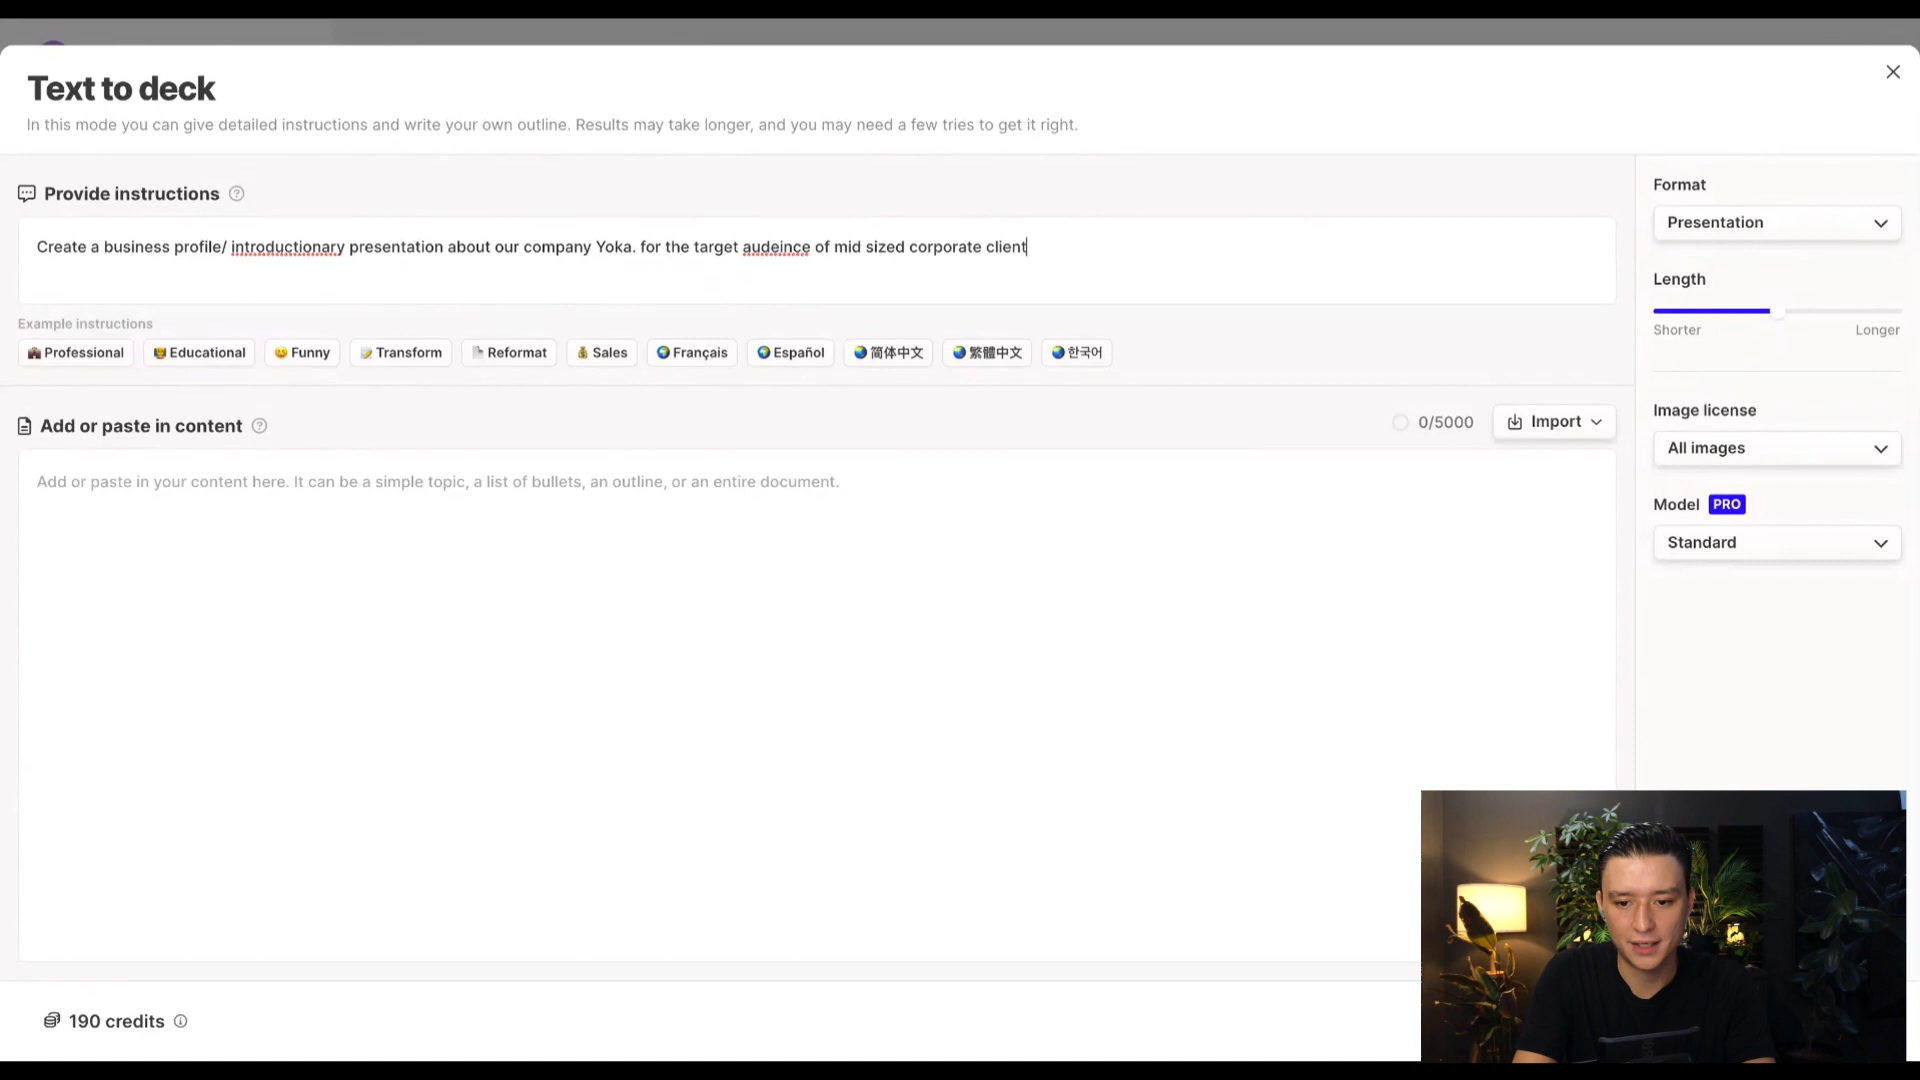 Text to deck
In this mode you can give detailed instructions and write your own outline. Results may take longer, and you may need a few tries to get it right.
Provide instructions
Create a business profile/ introductionary presentation about our company Yoka. for the target audeince of mid sized corporate client
Example instructions
Professional
Educational
Funny
Transform
Reformat
Sales
Français
Español
简体中文
繁體中文
한국어
Add or paste in content
0/5000
Import
Add or paste in your content here. It can be a simple topic, a list of bullets, an outline, or an entire document.
Format
Presentation
Length
Shorter
Longer
Image license
All images
Model PRO
Standard
190 credits